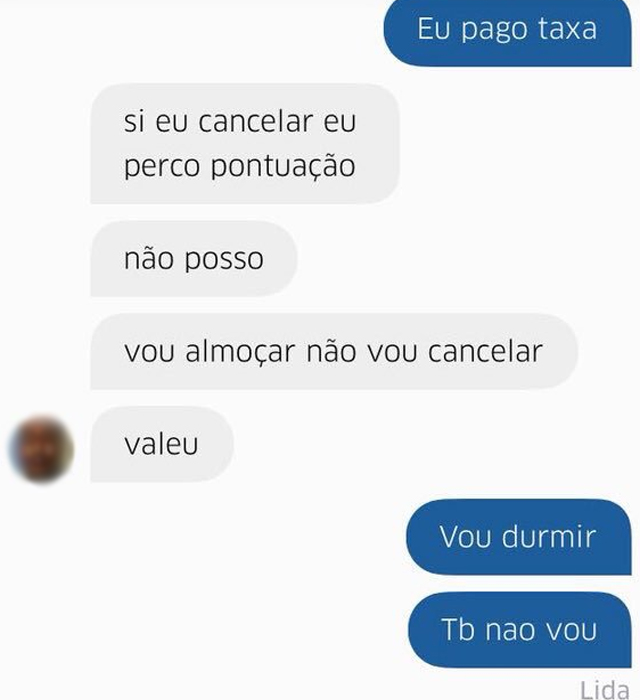 Eu pago taxa
si eu cancelar eu
perco pontuação
não posso
vou almoçar não vou cancelar
valeu
Vou durmir
Tb nao vou
Lida